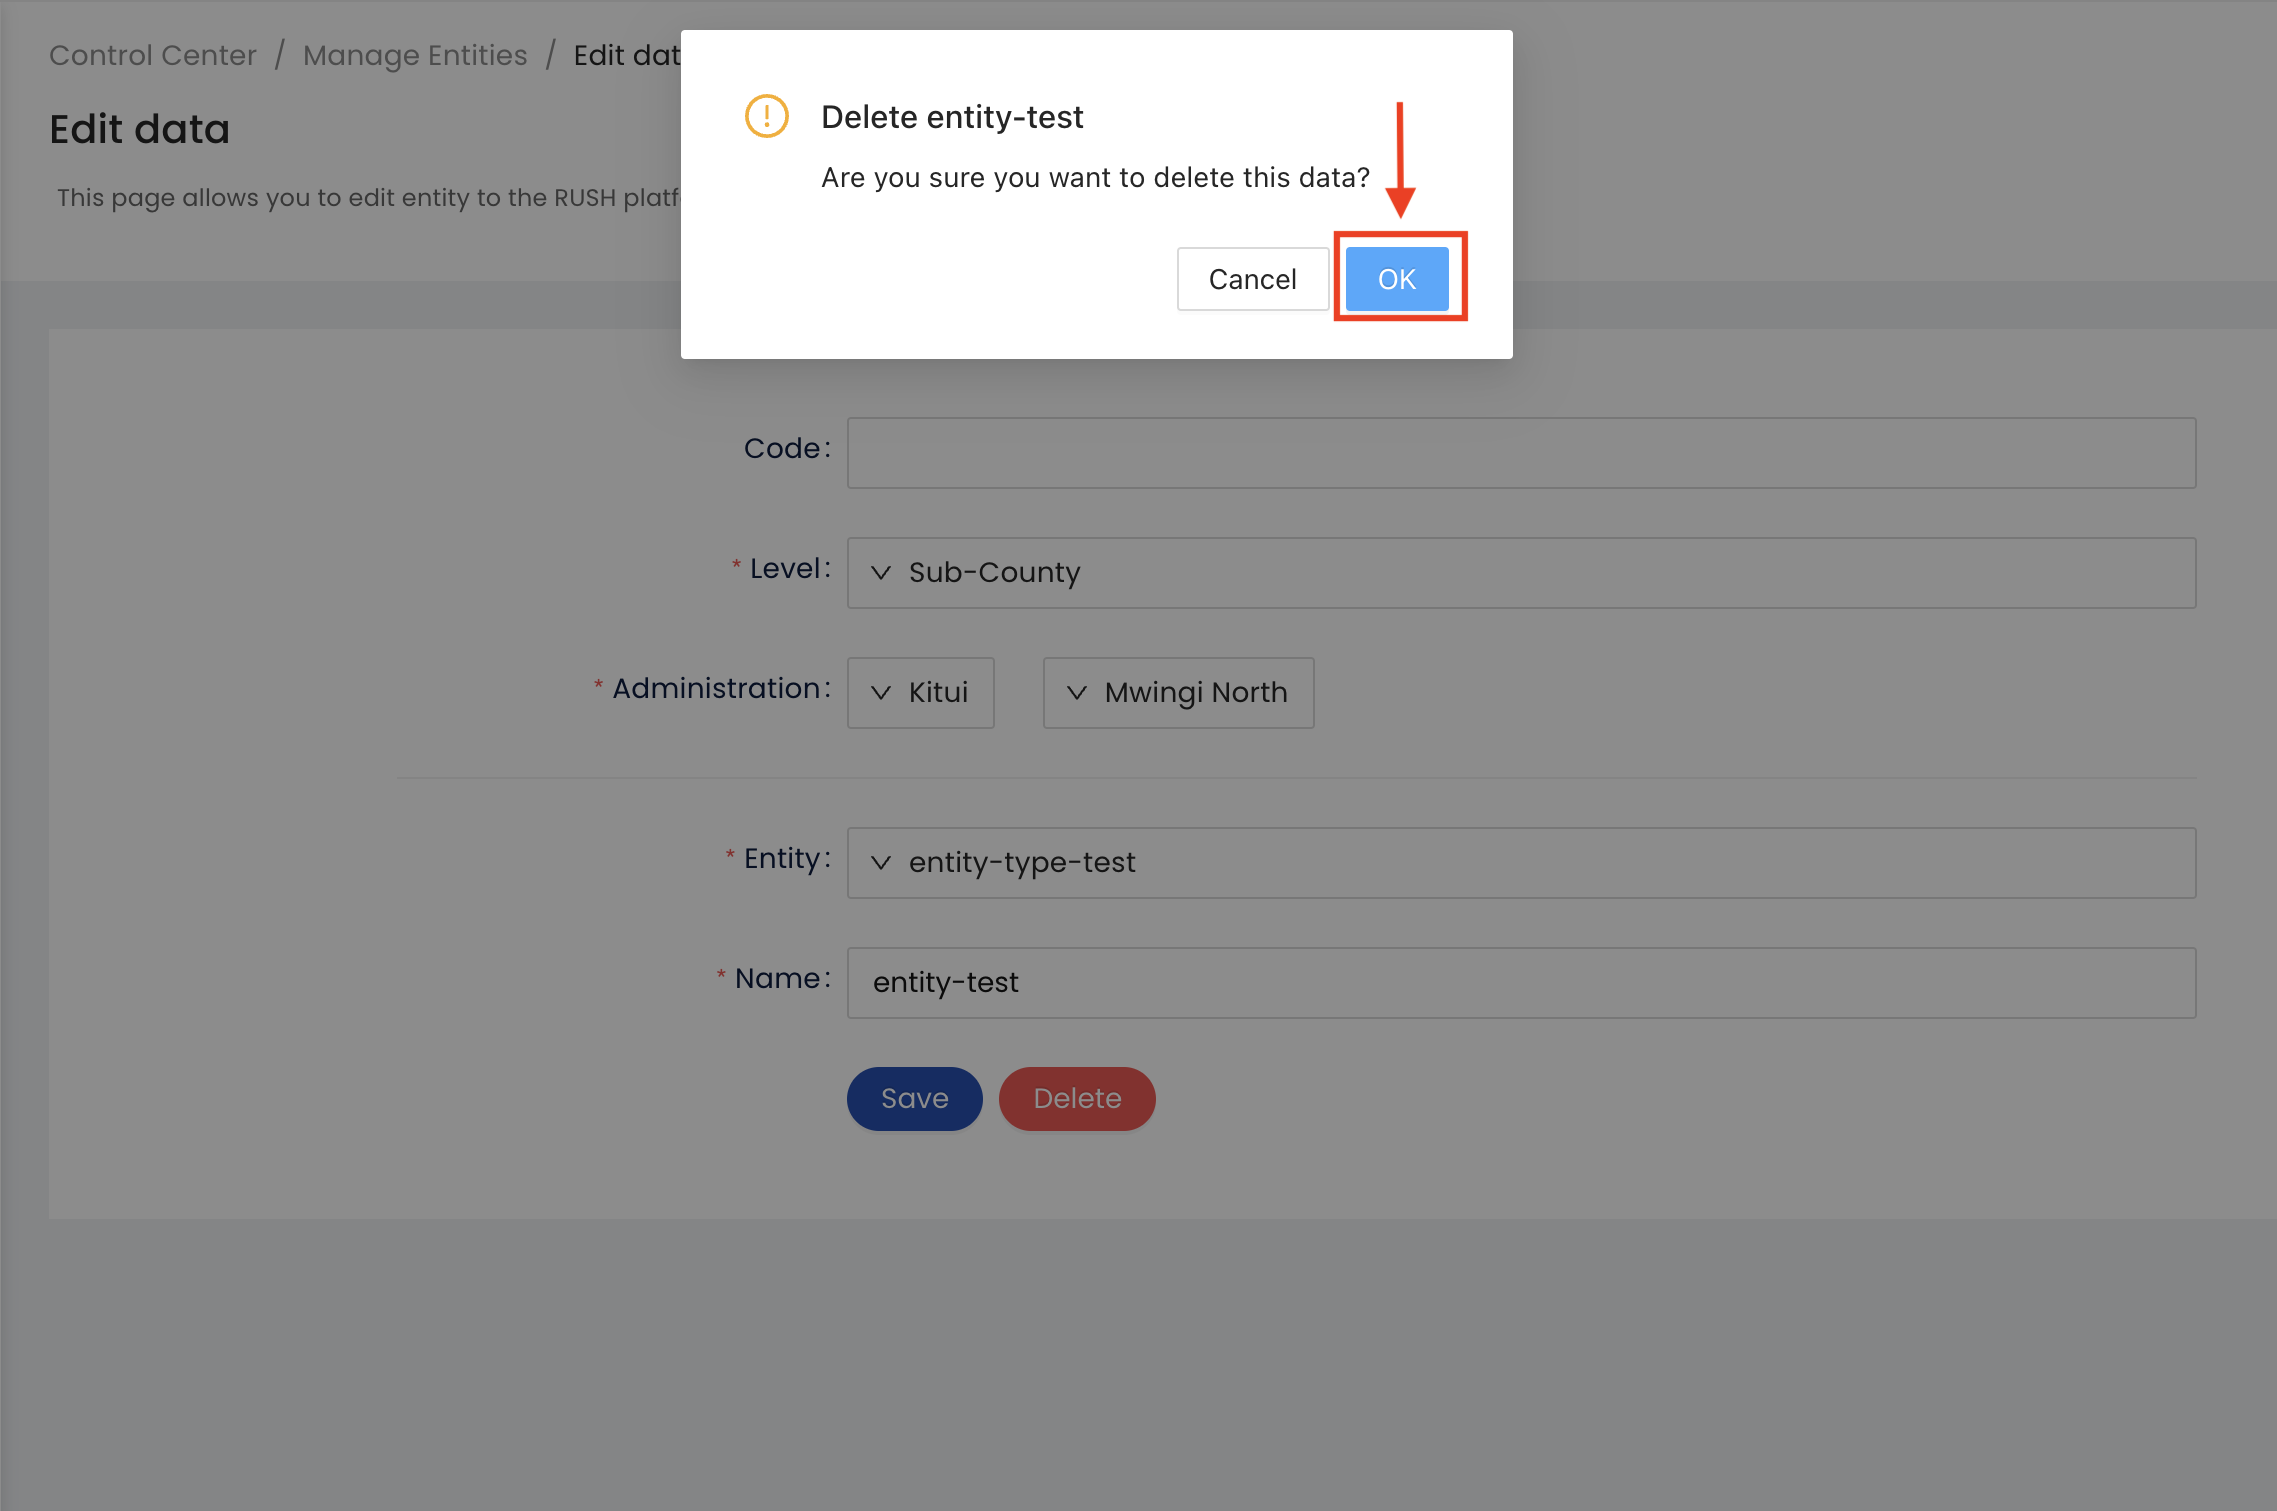 Control Center / Manage Entities / Edit dat
Edit data
This page allows you to edit entity to the RUSH platf
Delete entity-test
Are you sure you want to delete this data?
Cancel
OK
Code:
* Level: Sub-County
* Administration: Kitui Mwingi North
* Entity: entity-type-test
* Name: entity-test
Save Delete